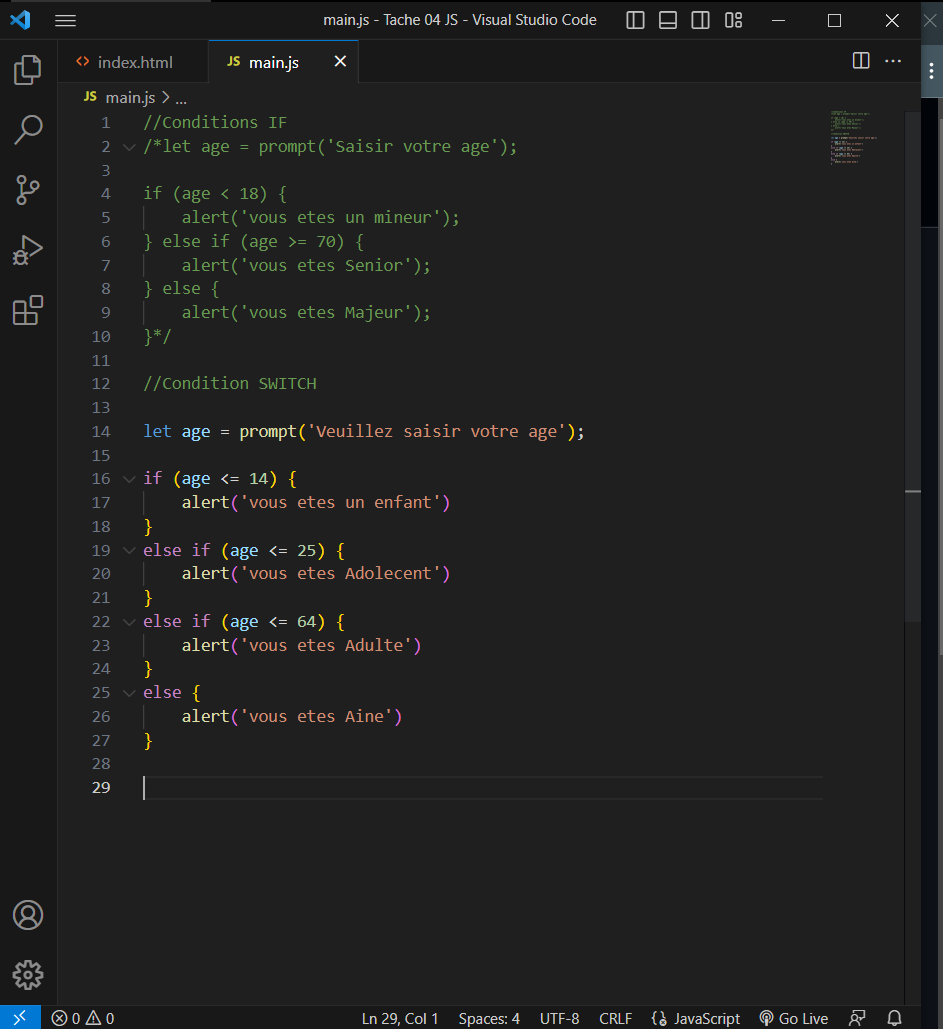 main.js - Tache 04 JS - Visual Studio Code
<> index.html
JS main.js
JS main.js > ...
1 //Conditions IF
2 /*let age = prompt('Saisir votre age');
3
4 if (age < 18) {
5 alert('vous etes un mineur');
6 } else if (age >= 70) {
7 alert('vous etes Senior');
8 } else {
9 alert('vous etes Majeur');
10 }*/
11
12 //Condition SWITCH
13
14 let age = prompt('Veuillez saisir votre age');
15
16 if (age <= 14) {
17 alert('vous etes un enfant')
18 }
19 else if (age <= 25) {
20 alert('vous etes Adolecent')
21 }
22 else if (age <= 64) {
23 alert('vous etes Adulte')
24 }
25 else {
26 alert('vous etes Aine')
27 }
28
29
0 0 Ln 29, Col 1 Spaces: 4 UTF-8 CRLF JavaScript Go Live